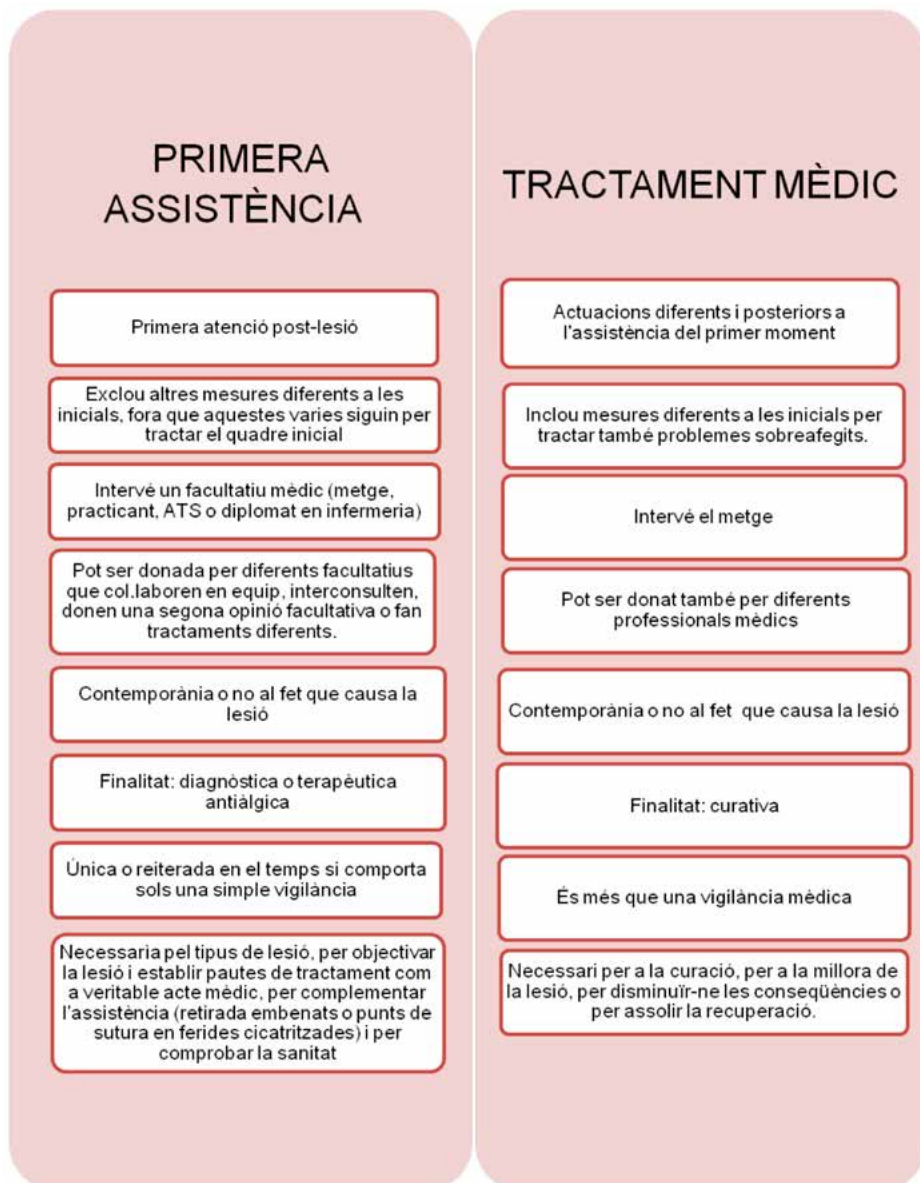 PRIMERA
ASSISTÈNCIA
Primera atenció post-lesió
Exclou altres mesures diferents a les
inicials, fora que aquestes varies siguin per
tractar el quadre inicial
Intervé un facultatiu mèdic (metge,
practicant, ATS o diplomat en infermeria)
Pot ser donada per diferents facultatius
que col.laboren en equip, interconsulten,
donen una segona opinió facultativa o fan
tractaments diferents.
Contemporània o no al fet que causa la
lesió
Finalitat: diagnòstica o terapèutica
antiàlgica
Única o reiterada en el temps si comporta
sols una simple vigilància
Necessaria pel tipus de lesió, per objectivar
la lesió i establir pautes de tractament com
a veritable acte mèdic, per complementar
l'assistència (retirada embenats o punts de
sutura en ferides cicatritzades) i per
comprobar la sanitat
TRACTAMENT MÈDIC
Actuacions diferents i posteriors a
l'assistència del primer moment
Inclou mesures diferents a les inicials per
tractar també problemes sobreafegits.
Intervé el metge
Pot ser donat també per diferents
professionals mèdics
Contemporània o no al fet que causa la lesió
Finalitat: curativa
És més que una vigilància mèdica
Necessari per a la curació, per a la millora de
la lesió, per disminuïr-ne les conseqüències o
per assolir la recuperació.